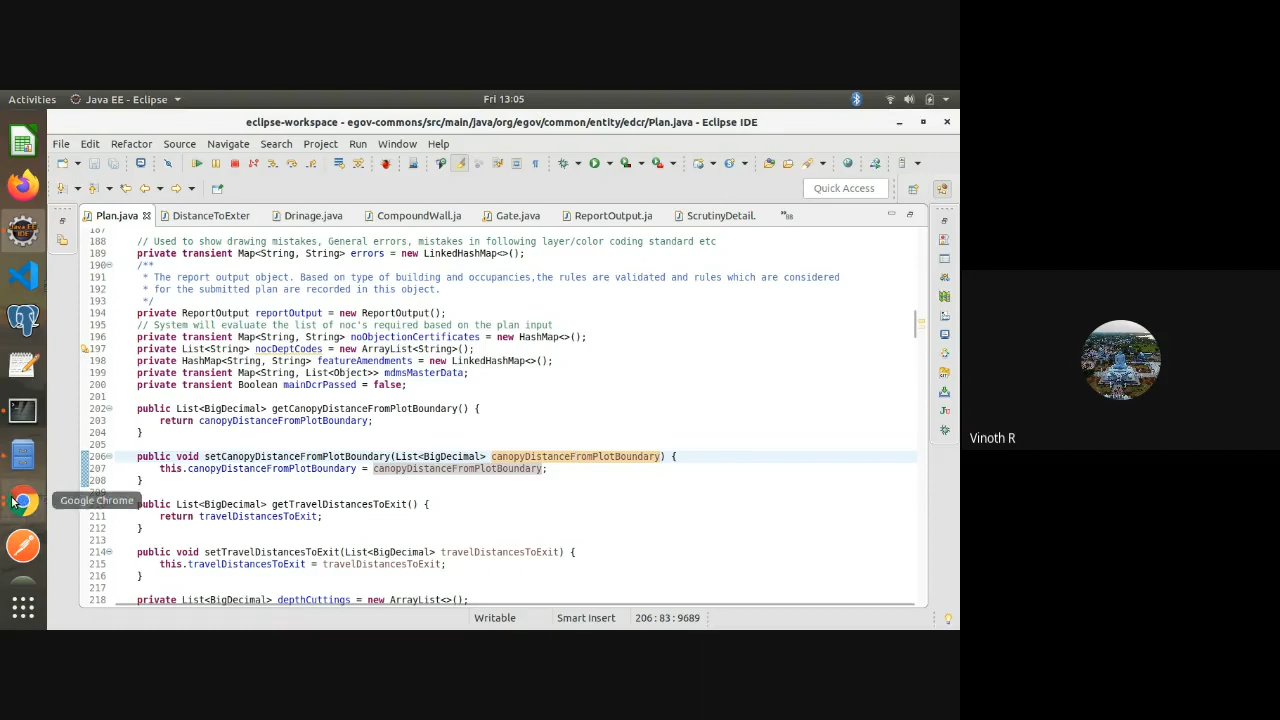 Activities
Java EE - Eclipse
Fri 13:05
eclipse-workspace - egov-commons/src/main/java/org/egov/common/entity/edcr/Plan.java - Eclipse IDE
File Edit Refactor Source Navigate Search Project Run Window Help
Quick Access
Plan.java DistanceToExter Drinage.java CompoundWall.ja Gate.java ReportOutput.ja ScrutinyDetail. »88
187
188 // Used to show drawing mistakes, General errors, mistakes in following layer/color coding standard etc
189 private transient Map<String, String> errors = new LinkedHashMap<>();
190 /**
191 * The report output object. Based on type of building and occupancies,the rules are validated and rules which are considered
192 * for the submitted plan are recorded in this object.
193 */
194 private ReportOutput reportOutput = new ReportOutput();
195 // System will evaluate the list of noc's required based on the plan input
196 private transient Map<String, String> noObjectionCertificates = new HashMap<>();
197 private List<String> nocDeptCodes = new ArrayList<String>();
198 private HashMap<String, String> featureAmendments = new LinkedHashMap<>();
199 private transient Map<String, List<Object>> mdmsMasterData;
200 private transient Boolean mainDcrPassed = false;
201
202 public List<BigDecimal> getCanopyDistanceFromPlotBoundary() {
203 return canopyDistanceFromPlotBoundary;
204 }
205
206 public void setCanopyDistanceFromPlotBoundary(List<BigDecimal> canopyDistanceFromPlotBoundary) {
207 this.canopyDistanceFromPlotBoundary = canopyDistanceFromPlotBoundary;
208 }
Google Chrome
public List<BigDecimal> getTravelDistancesToExit() {
211 return travelDistancesToExit;
212 }
213
214 public void setTravelDistancesToExit(List<BigDecimal> travelDistancesToExit) {
215 this.travelDistancesToExit = travelDistancesToExit;
216 }
217
218 private List<BigDecimal> depthCuttings = new ArrayList<>();
Writable Smart Insert 206 : 83 : 9689
Vinoth R